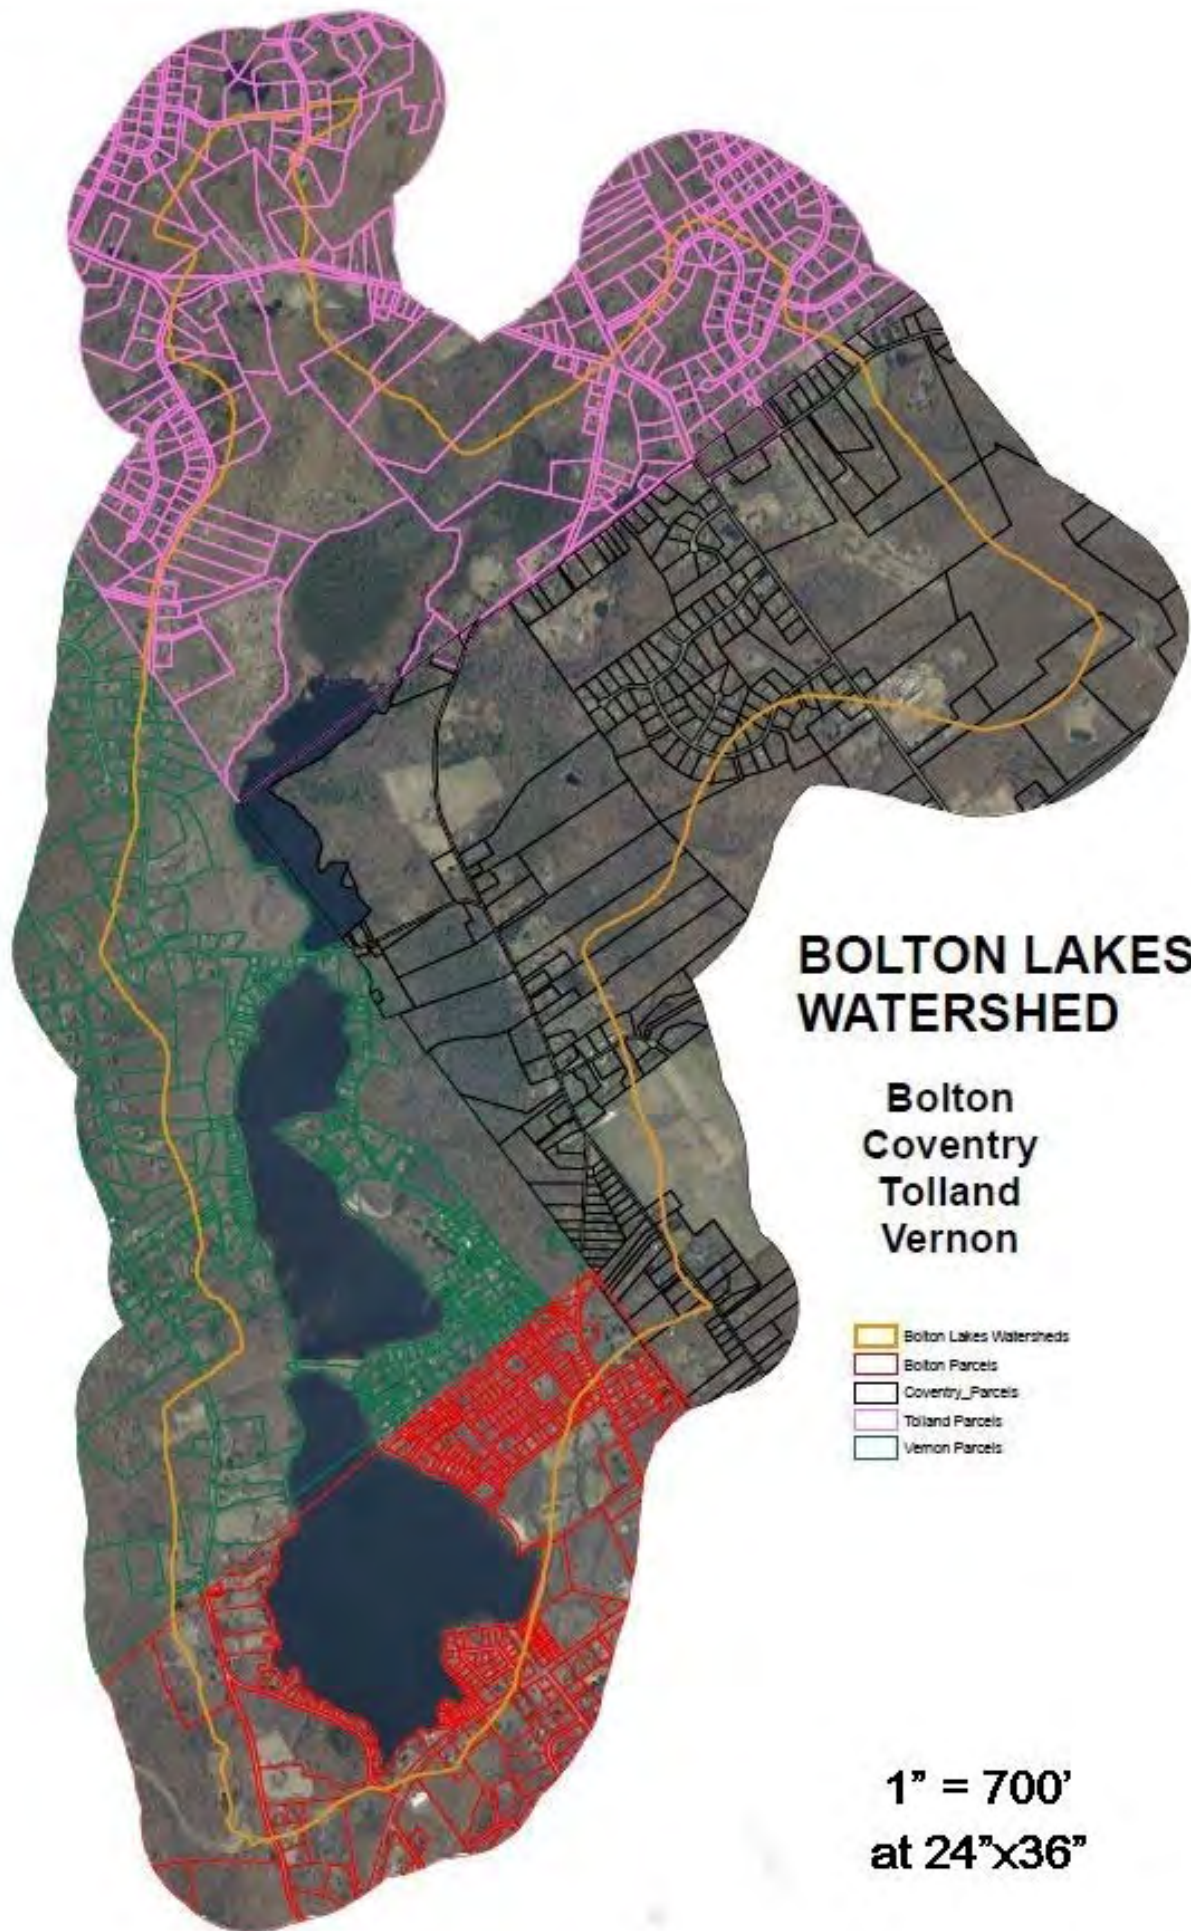 BOLTON LAKES
WATERSHED
Bolton
Coventry
Tolland
Vernon
Bolton Lakes Watersheds
Bolton Parcels
Coventry_Parcels
Tolland Parcels
Vernon Parcels
1” = 700’
at 24”x36”